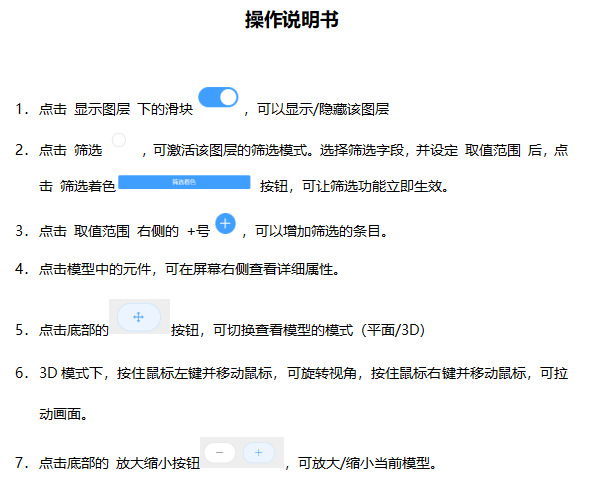 操作说明书
1. 点击 显示图层 下的滑块 ，可以显示/隐藏该图层
2. 点击 筛选 ，可激活该图层的筛选模式。选择筛选字段，并设定 取值范围 后，点
击 筛选着色 筛选着色 按钮，可让筛选功能立即生效。
3. 点击 取值范围 右侧的 +号 ，可以增加筛选的条目。
4. 点击模型中的元件，可在屏幕右侧查看详细属性。
5. 点击底部的 按钮，可切换查看模型的模式（平面/3D）
6. 3D 模式下，按住鼠标左键并移动鼠标，可旋转视角，按住鼠标右键并移动鼠标，可拉
动画面。
7. 点击底部的 放大缩小按钮 ，可放大/缩小当前模型。